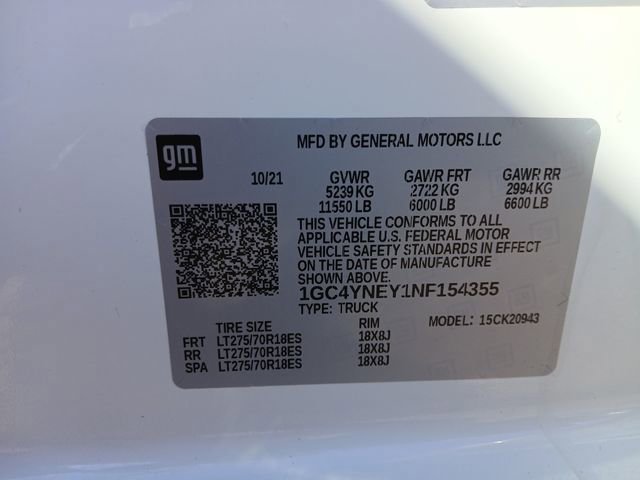 gm
MFD BY GENERAL MOTORS LLC
10/21 GVWR GAWR FRT GAWR RR
5239 KG 2722 KG 2994 KG
11550 LB 6000 LB 6600 LB
THIS VEHICLE CONFORMS TO ALL
APPLICABLE U.S. FEDERAL MOTOR
VEHICLE SAFETY STANDARDS IN EFFECT
ON THE DATE OF MANUFACTURE
SHOWN ABOVE.
1GC4YNEY1NF154355
TYPE: TRUCK MODEL: 15CK20943
TIRE SIZE RIM
FRT LT275/70R18ES 18X8J
RR LT275/70R18ES 18X8J
SPA LT275/70R18ES 18X8J